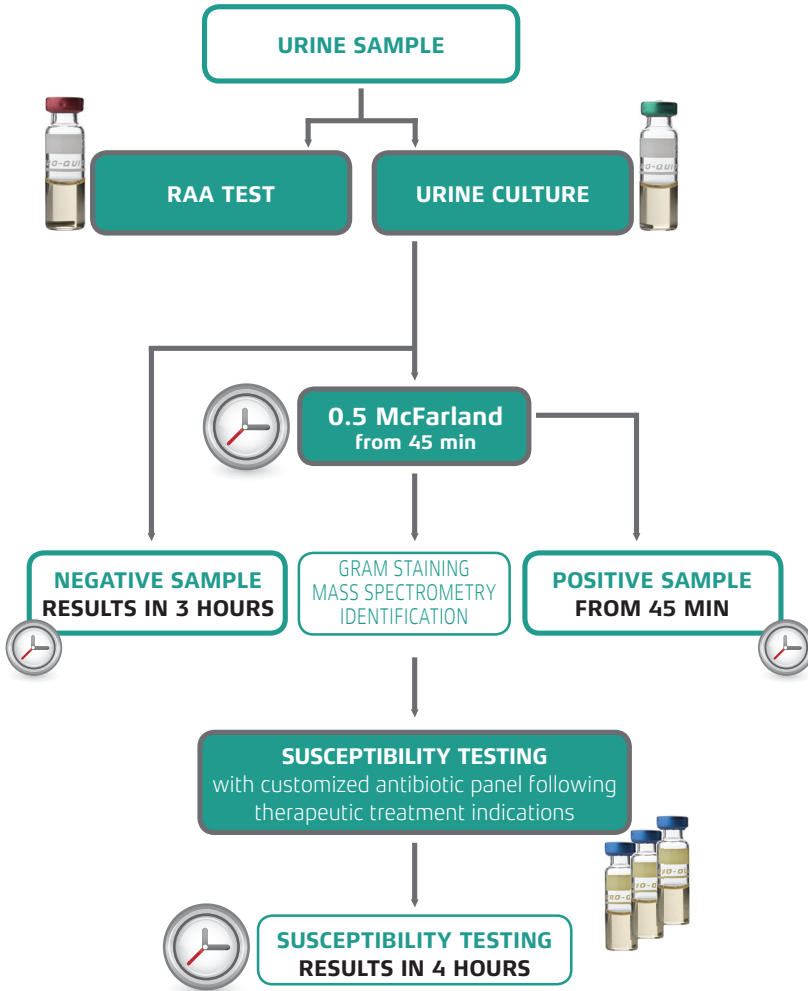 URINE SAMPLE
RAA TEST
URINE CULTURE
0.5 McFarland
from 45 min
NEGATIVE SAMPLE
RESULTS IN 3 HOURS
GRAM STAINING
MASS SPECTROMETRY
IDENTIFICATION
POSITIVE SAMPLE
FROM 45 MIN
SUSCEPTIBILITY TESTING
with customized antibiotic panel following
therapeutic treatment indications
SUSCEPTIBILITY TESTING
RESULTS IN 4 HOURS